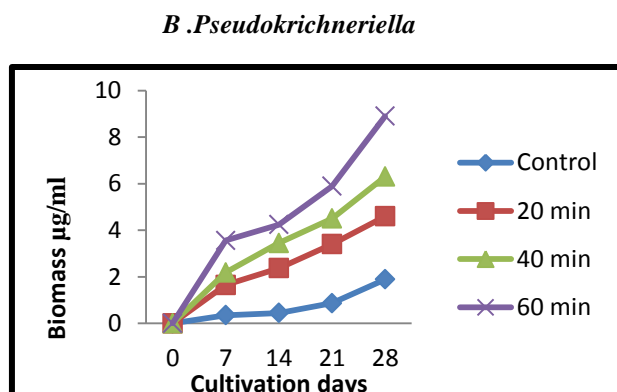 B .Pseudokrichneriella
10
8
6
4
2
0
Biomass µg/ml
0 7 14 21 28
Cultivation days
Control
20 min
40 min
60 min